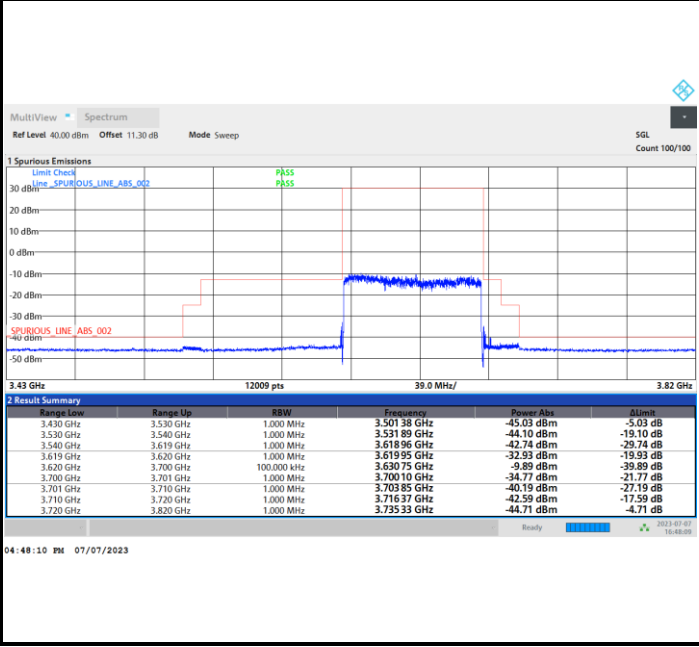 MultiView Spectrum
Ref Level 40.00 dBm Offset 11.30 dB Mode Sweep SGL
Count 100/100
1 Spurious Emissions
Limit Check PASS
Line _SPURIOUS_LINE_ABS_002 PASS
30 dBm
20 dBm
10 dBm
0 dBm
-10 dBm
-20 dBm
-30 dBm
_SPURIOUS_LINE_ABS_002
-40 dBm
-50 dBm
3.43 GHz 12009 pts 39.0 MHz/ 3.82 GHz
2 Result Summary
Range Low Range Up RBW Frequency Power Abs ΔLimit
3.430 GHz 3.530 GHz 1.000 MHz 3.501 38 GHz -45.03 dBm -5.03 dB
3.530 GHz 3.540 GHz 1.000 MHz 3.531 89 GHz -44.10 dBm -19.10 dB
3.540 GHz 3.619 GHz 1.000 MHz 3.618 96 GHz -42.74 dBm -29.74 dB
3.619 GHz 3.620 GHz 1.000 MHz 3.619 95 GHz -32.93 dBm -19.93 dB
3.620 GHz 3.700 GHz 100.000 kHz 3.630 75 GHz -9.89 dBm -39.89 dB
3.700 GHz 3.701 GHz 1.000 MHz 3.700 10 GHz -34.77 dBm -21.77 dB
3.701 GHz 3.710 GHz 1.000 MHz 3.703 85 GHz -40.19 dBm -27.19 dB
3.710 GHz 3.720 GHz 1.000 MHz 3.716 37 GHz -42.59 dBm -17.59 dB
3.720 GHz 3.820 GHz 1.000 MHz 3.735 33 GHz -44.71 dBm -4.71 dB
Ready 2023-07-07
16:48:09
04:48:10 PM 07/07/2023